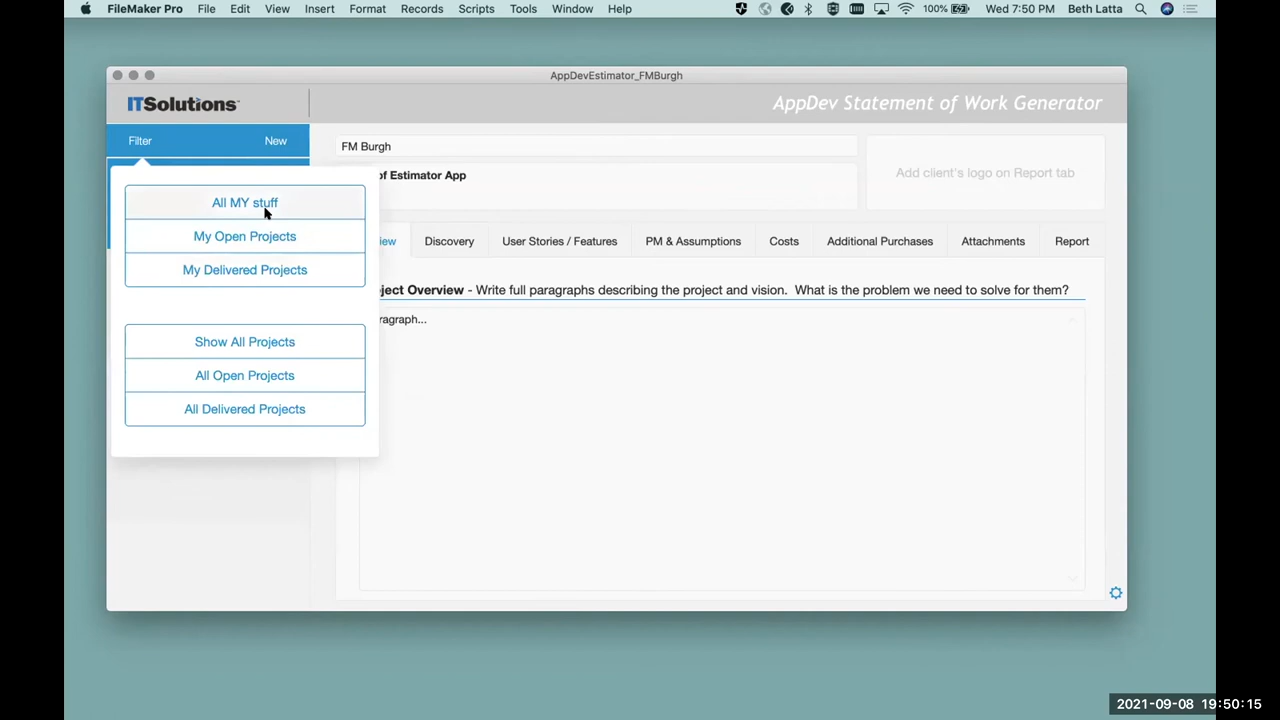 FileMaker Pro File Edit View Insert Format Records Scripts Tools Window Help 100% Wed 7:50 PM Beth Latta
AppDevEstimator_FMBurgh
ITSolutions AppDev Statement of Work Generator
Filter New
FM Burgh
of Estimator App
Add client's logo on Report tab
All MY stuff
My Open Projects
My Delivered Projects
Show All Projects
All Open Projects
All Delivered Projects
iew Discovery User Stories / Features PM & Assumptions Costs Additional Purchases Attachments Report
ject Overview - Write full paragraphs describing the project and vision. What is the problem we need to solve for them?
ragraph...
2021-09-08 19:50:15